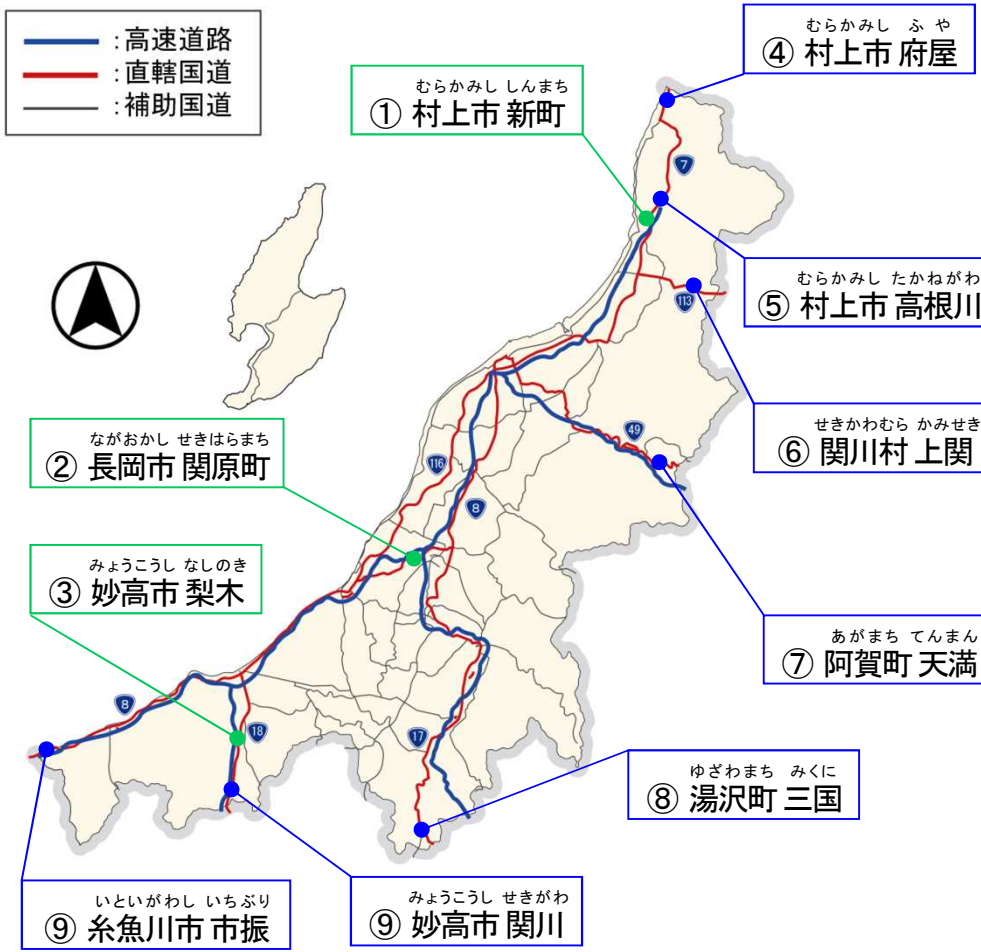 :高速道路
:直轄国道
:補助国道
むらかみし ふ や
④ 村上市 府屋
むらかみし しんまち
① 村上市 新町
7
むらかみし たかねがわ
⑤ 村上市 高根川
113
せきかわむら かみせき
⑥ 関川村 上関
ながおかし せきはらまち
② 長岡市 関原町
116
49
8
みょうこうし なしのき
③ 妙高市 梨木
あがまち てんまん
⑦ 阿賀町 天満
8
18
17
ゆざわまち みくに
⑧ 湯沢町 三国
いといがわし いちぶり
⑨ 糸魚川市 市振
みょうこうし せきがわ
⑨ 妙高市 関川